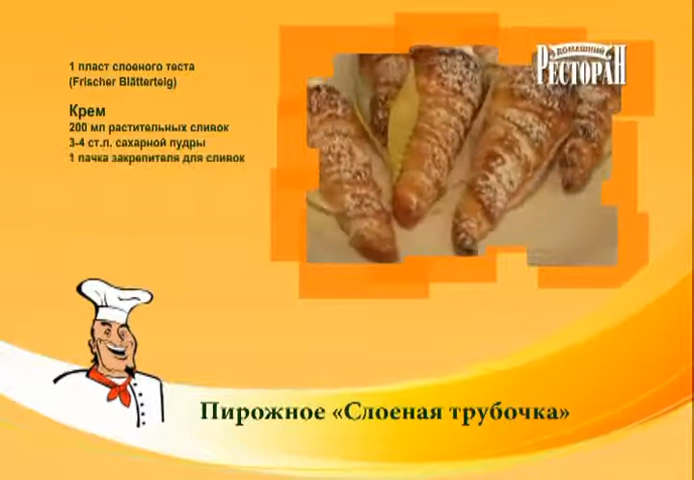 1 пласт слоеного теста
(Frischer Blätterteig)
Крем
200 мл растительных сливок
3-4 ст.л. сахарной пудры
1 пачка закрепителя для сливок
ДОМАШНИЙ
РЕСТОРАН
Пирожное «Слоеная трубочка»